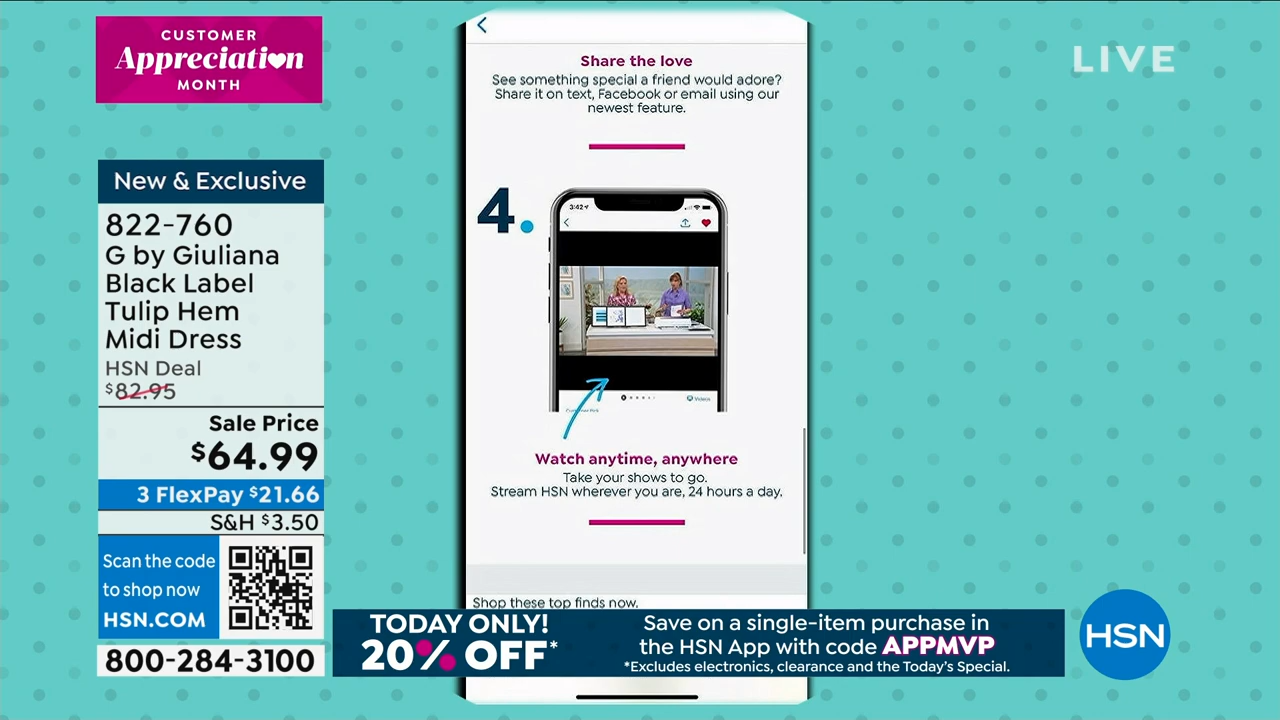 CUSTOMER
Appreciation
MONTH
LIVE
New & Exclusive
822-760
G by Giuliana
Black Label
Tulip Hem
Midi Dress
HSN Deal
$82.95
Sale Price
$64.99
3 FlexPay $21.66
S&H $3.50
Scan the code
to shop now
HSN.COM
800-284-3100
Share the love
See something special a friend would adore?
Share it on text, Facebook or email using our
newest feature.
4.
3:42
Videos
Watch anytime, anywhere
Take your shows to go.
Stream HSN wherever you are, 24 hours a day.
Shop these top finds now.
TODAY ONLY!
20% OFF*
Save on a single-item purchase in
the HSN App with code APPMVP
*Excludes electronics, clearance and the Today's Special.
HSN